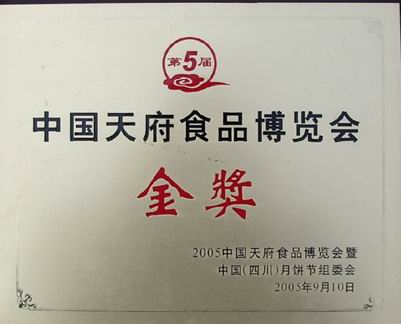 第5届
中国天府食品博览会
金奖
2005中国天府食品博览会暨
中国(四川)月饼节组委会
2005年9月10日